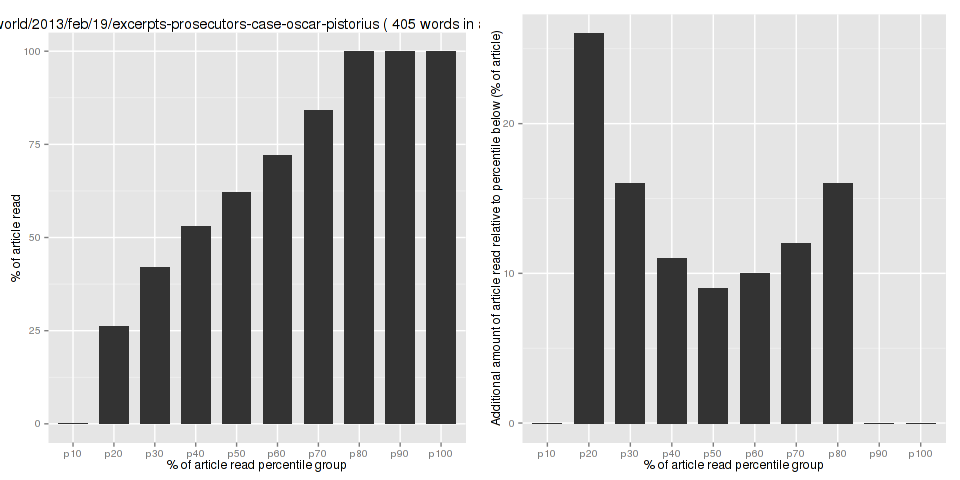 world/2013/feb/19/excerpts-prosecutors-case-oscar-pistorius ( 405 words in
% of article read
100
75
50
25
0
p10 p20 p30 p40 p50 p60 p70 p80 p90 p100
% of article read percentile group
Additional amount of article read relative to percentile below (% of article)
20
10
0
p10 p20 p30 p40 p50 p60 p70 p80 p90 p100
% of article read percentile group